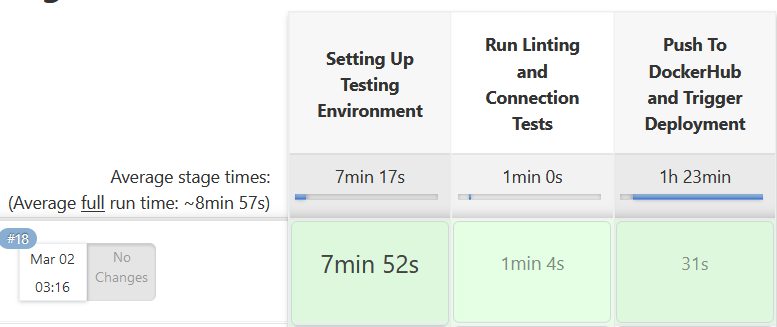 Setting Up
Testing
Environment
Run Linting
and
Connection
Tests
Push To
DockerHub
and Trigger
Deployment
Average stage times:
(Average full run time: ~8min 57s)
7min 17s
1min 0s
1h 23min
#18
Mar 02
03:16
No
Changes
7min 52s
1min 4s
31s